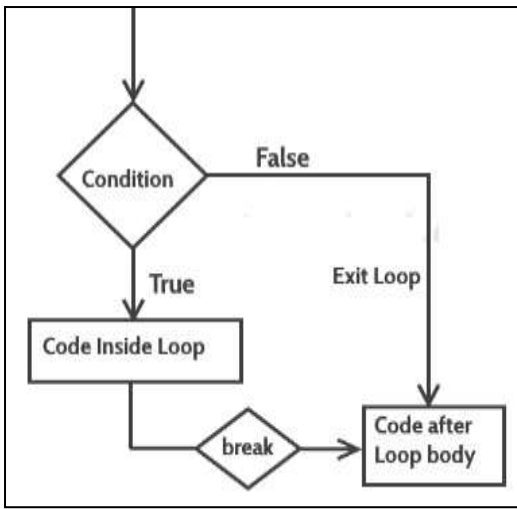 Condition
False
True
Exit Loop
Code Inside Loop
break
Code after
Loop body